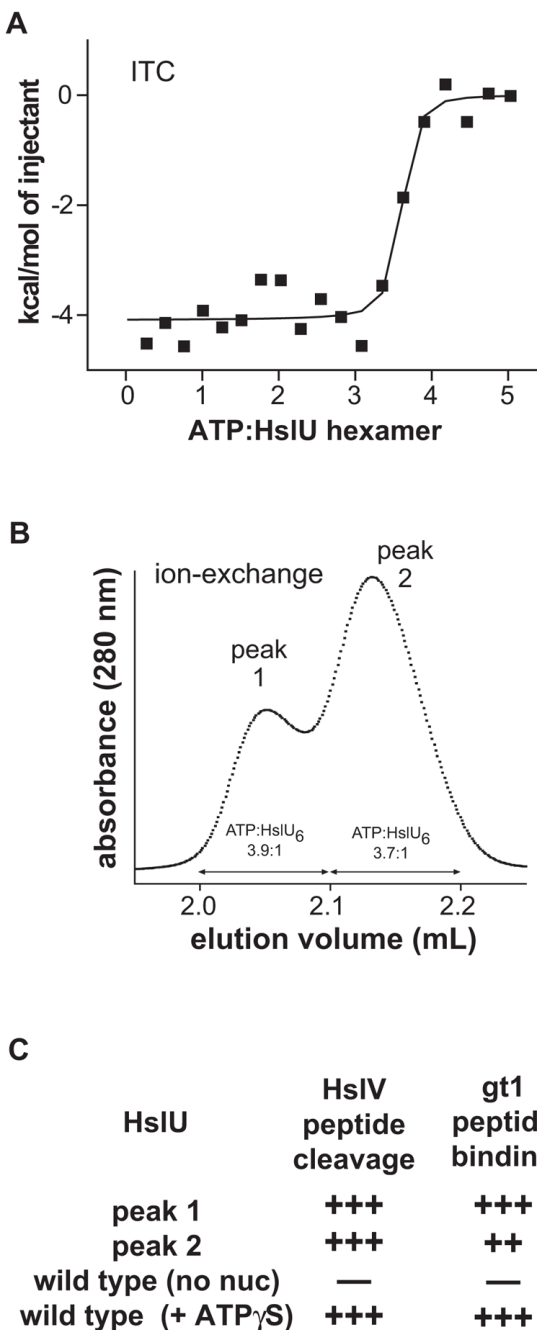 A
ITC
kcal/mol of injectant
0
-2
-4
0 1 2 3 4 5
ATP:HslU hexamer
B
ion-exchange
peak
1
peak
2
absorbance (280 nm)
ATP:HslU6
3.9:1
ATP:HslU6
3.7:1
2.0 2.1 2.2
elution volume (mL)
C
HslU
HslV
peptide
cleavage
gt1
peptid
bindin
peak 1 +++ +++
peak 2 +++ ++
wild type (no nuc) — —
wild type (+ ATPγS) +++ +++